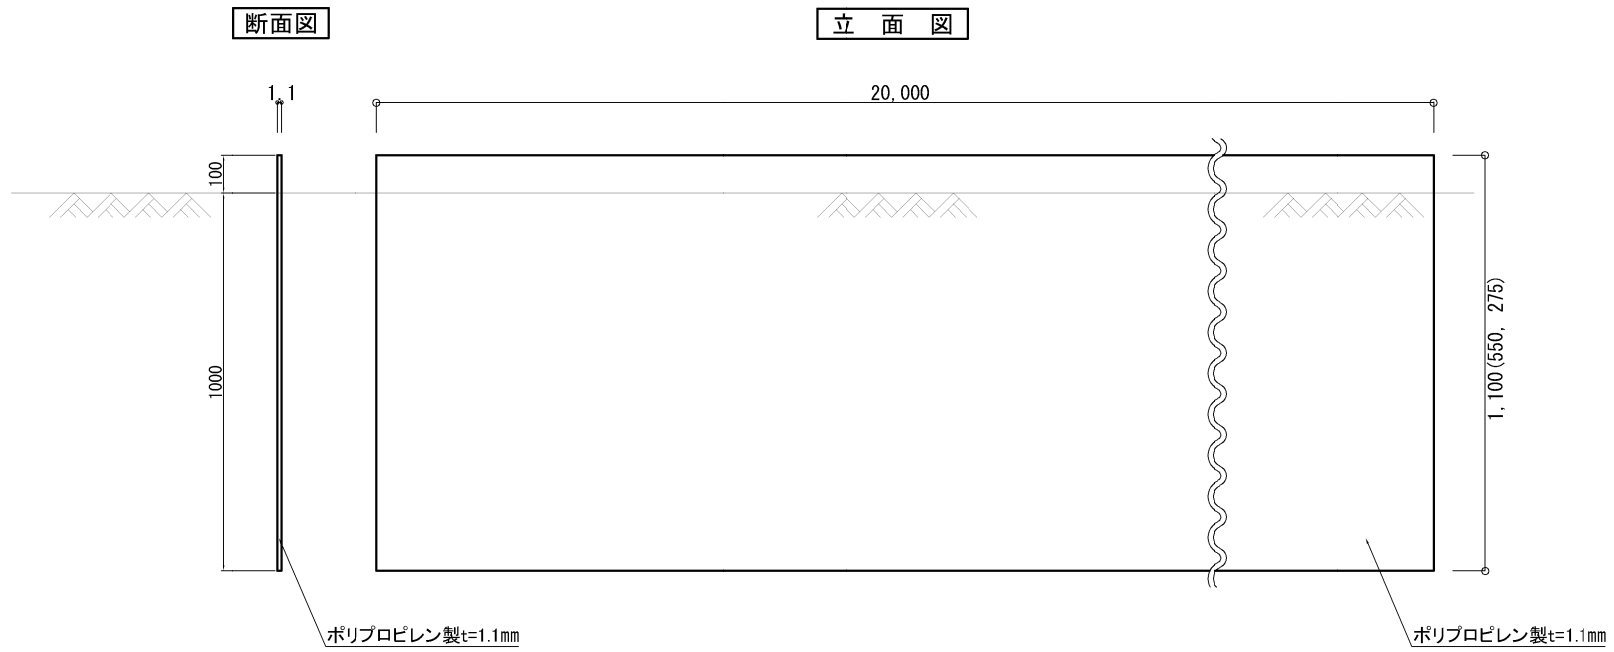 断面図
立 面 図
1.1
20,000
100
1000
1,100(550, 275)
ポリプロピレン製t=1.1mm
ポリプロピレン製t=1.1mm